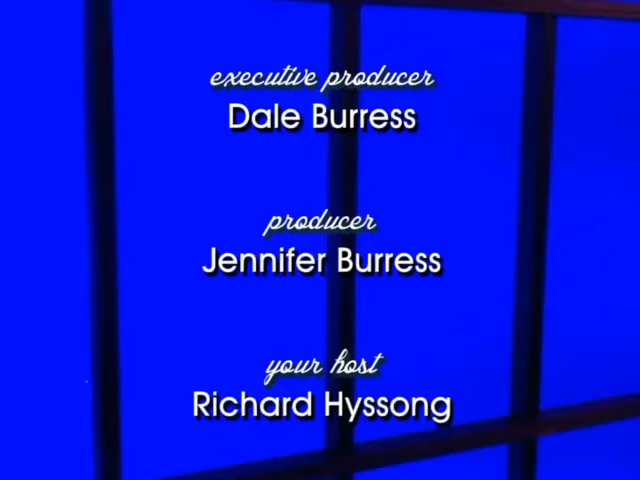 executive producer
Dale Burress
producer
Jennifer Burress
your host
Richard Hyssong